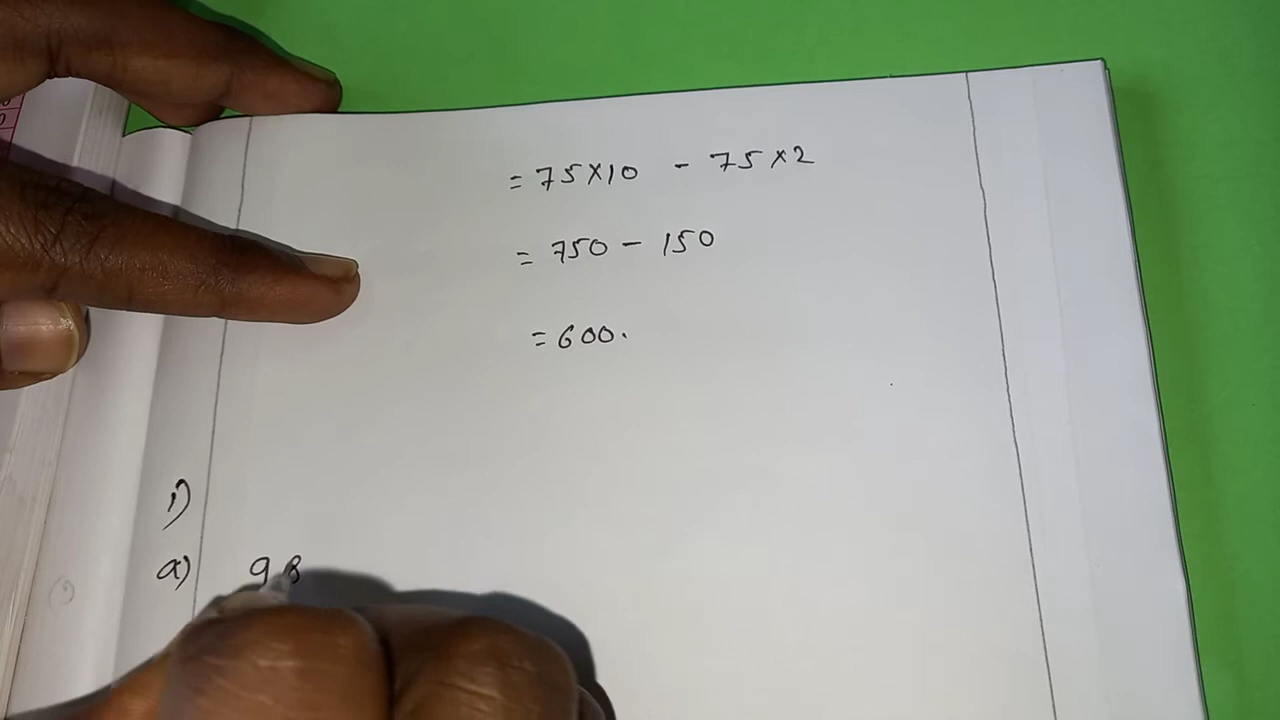 = 75×10 - 75×2
= 750 - 150
= 600.
i)
a) 98